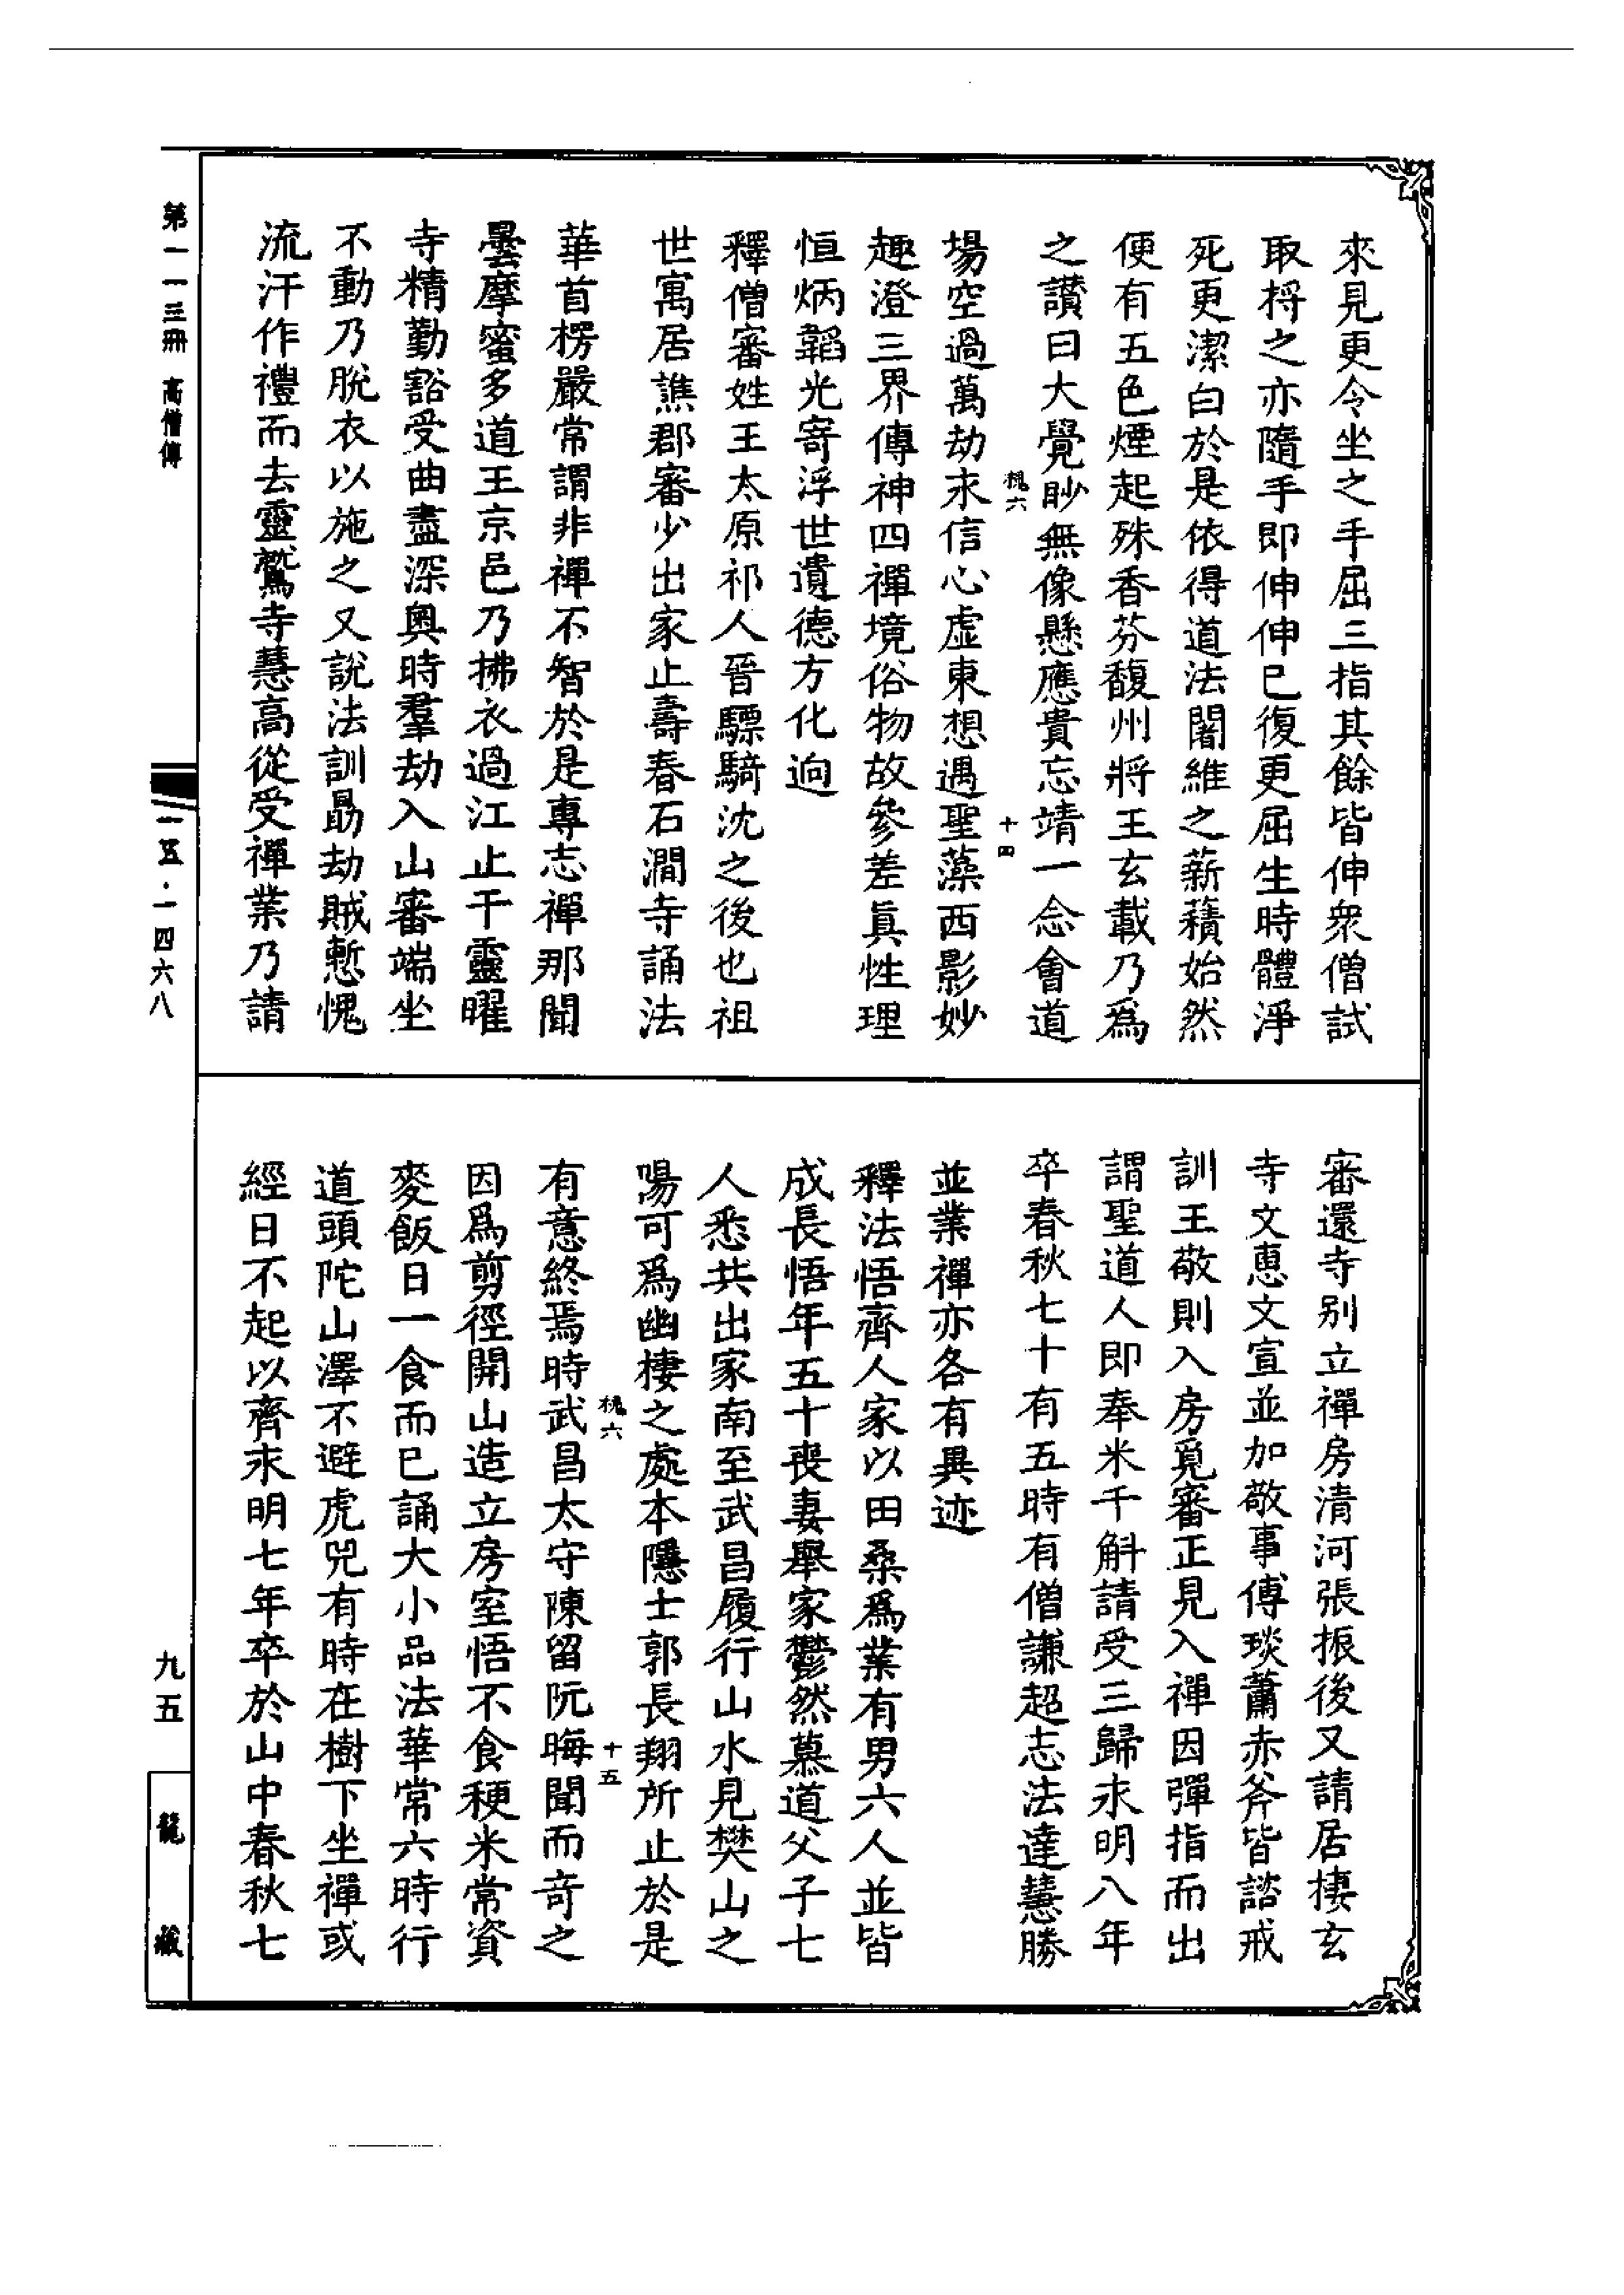 來見更令坐之手屈三指其餘皆伸衆僧試
取捋之亦隨手即伸伸已復更屈生時體淨
死更潔白於是依得道法闍維之薪𧂐始然
便有五色煙起殊香芬馥州將王玄載乃爲
之讚曰大覺眇無像懸應貴忘靖一念會道
槐六
十四
場空過萬劫永信心虛東想遇聖藻西影妙
趣澄三界傳神四禪境俗物故參差眞性理
恒炳韜光寄浮世遺德方化迥
釋僧審姓王太原祁人晉驃騎沈之後也祖
世寓居譙郡審少出家止壽春石澗寺誦法
華首楞嚴常謂非禪不智於是專志禪那聞
曇摩蜜多道王京邑乃拂衣過江止于靈曜
寺精勤豁受曲盡深奧時羣劫入山審端坐
不動乃脫衣以施之又說法訓勗劫賊慙愧
流汗作禮而去靈鷲寺慧高從受禪業乃請
審還寺別立禪房清河張振後又請居棲玄
寺文惠文宣並加敬事傅琰蕭赤斧皆諮戒
訓王敬則入房覓審正見入禪因彈指而出
謂聖道人即奉米千斛請受三歸永明八年
卒春秋七十有五時有僧謙超志法達慧勝
並業禪亦各有異迹
釋法悟齊人家以田桑爲業有男六人並皆
成長悟年五十喪妻舉家鬱然慕道父子七
人悉共出家南至武昌履行山水見樊山之
陽可爲幽棲之處本隱士郭長翔所止於是
槐六
十五
有意終焉時武昌太守陳留阮晦聞而奇之
因爲剪徑開山造立房室悟不食稉米常資
麥飯日一食而已誦大小品法華常六時行
道頭陀山澤不避虎兕有時在樹下坐禪或
經日不起以齊永明七年卒於山中春秋七
第一一三冊 高僧傳
一五．一四六八
九五
龍藏